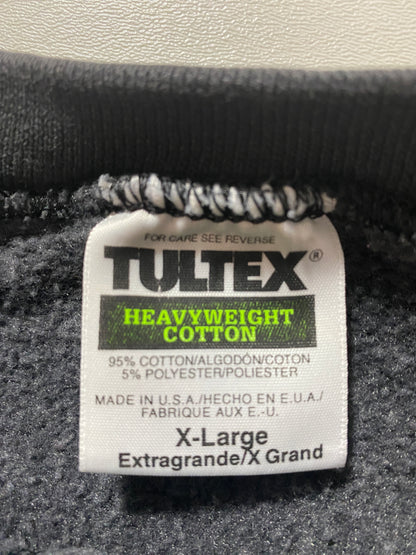 FOR CARE SEE REVERSE
TULTEX®
HEAVYWEIGHT
COTTON
95% COTTON/ALGODÓN/COTON
5% POLYESTER/POLIESTER
MADE IN U.S.A./HECHO EN E.U.A./
FABRIQUE AUX E.-U.
X-Large
Extragrande/X Grand